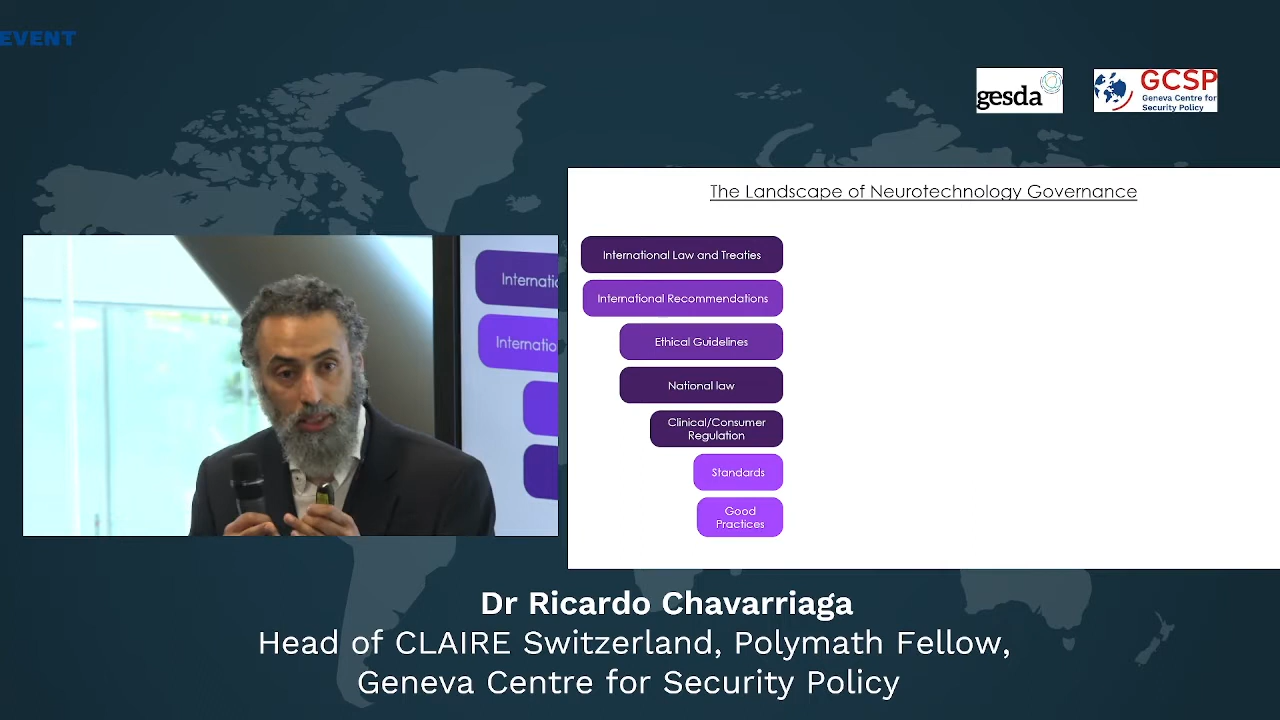 EVENT
gesda
GCSP
Geneva Centre for
Security Policy
The Landscape of Neurotechnology Governance
International Law and Treaties
International Recommendations
Ethical Guidelines
National law
Clinical/Consumer
Regulation
Standards
Good
Practices
Internatio
Internatio
Dr Ricardo Chavarriaga
Head of CLAIRE Switzerland, Polymath Fellow,
Geneva Centre for Security Policy